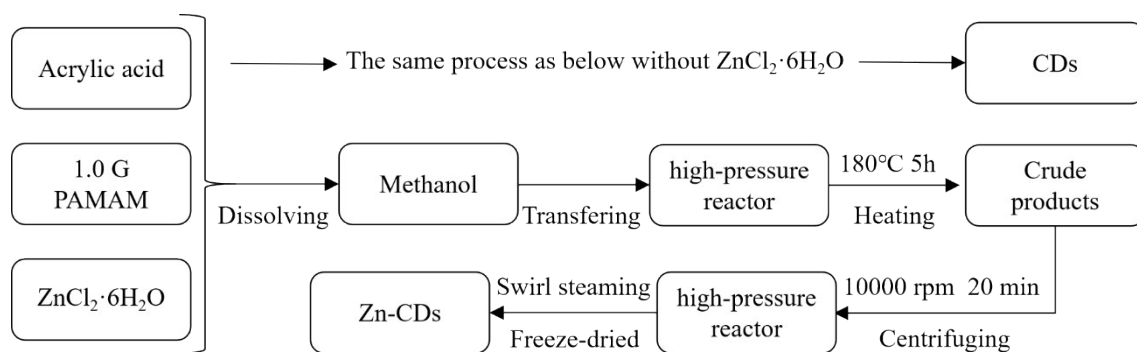 Acrylic acid
The same process as below without ZnCl₂·6H₂O
CDs
1.0 G
PAMAM
Dissolving
Methanol
Transfering
high-pressure
reactor
180℃ 5h
Heating
Crude
products
ZnCl₂·6H₂O
Zn-CDs
Swirl steaming
Freeze-dried
high-pressure
reactor
10000 rpm 20 min
Centrifuging